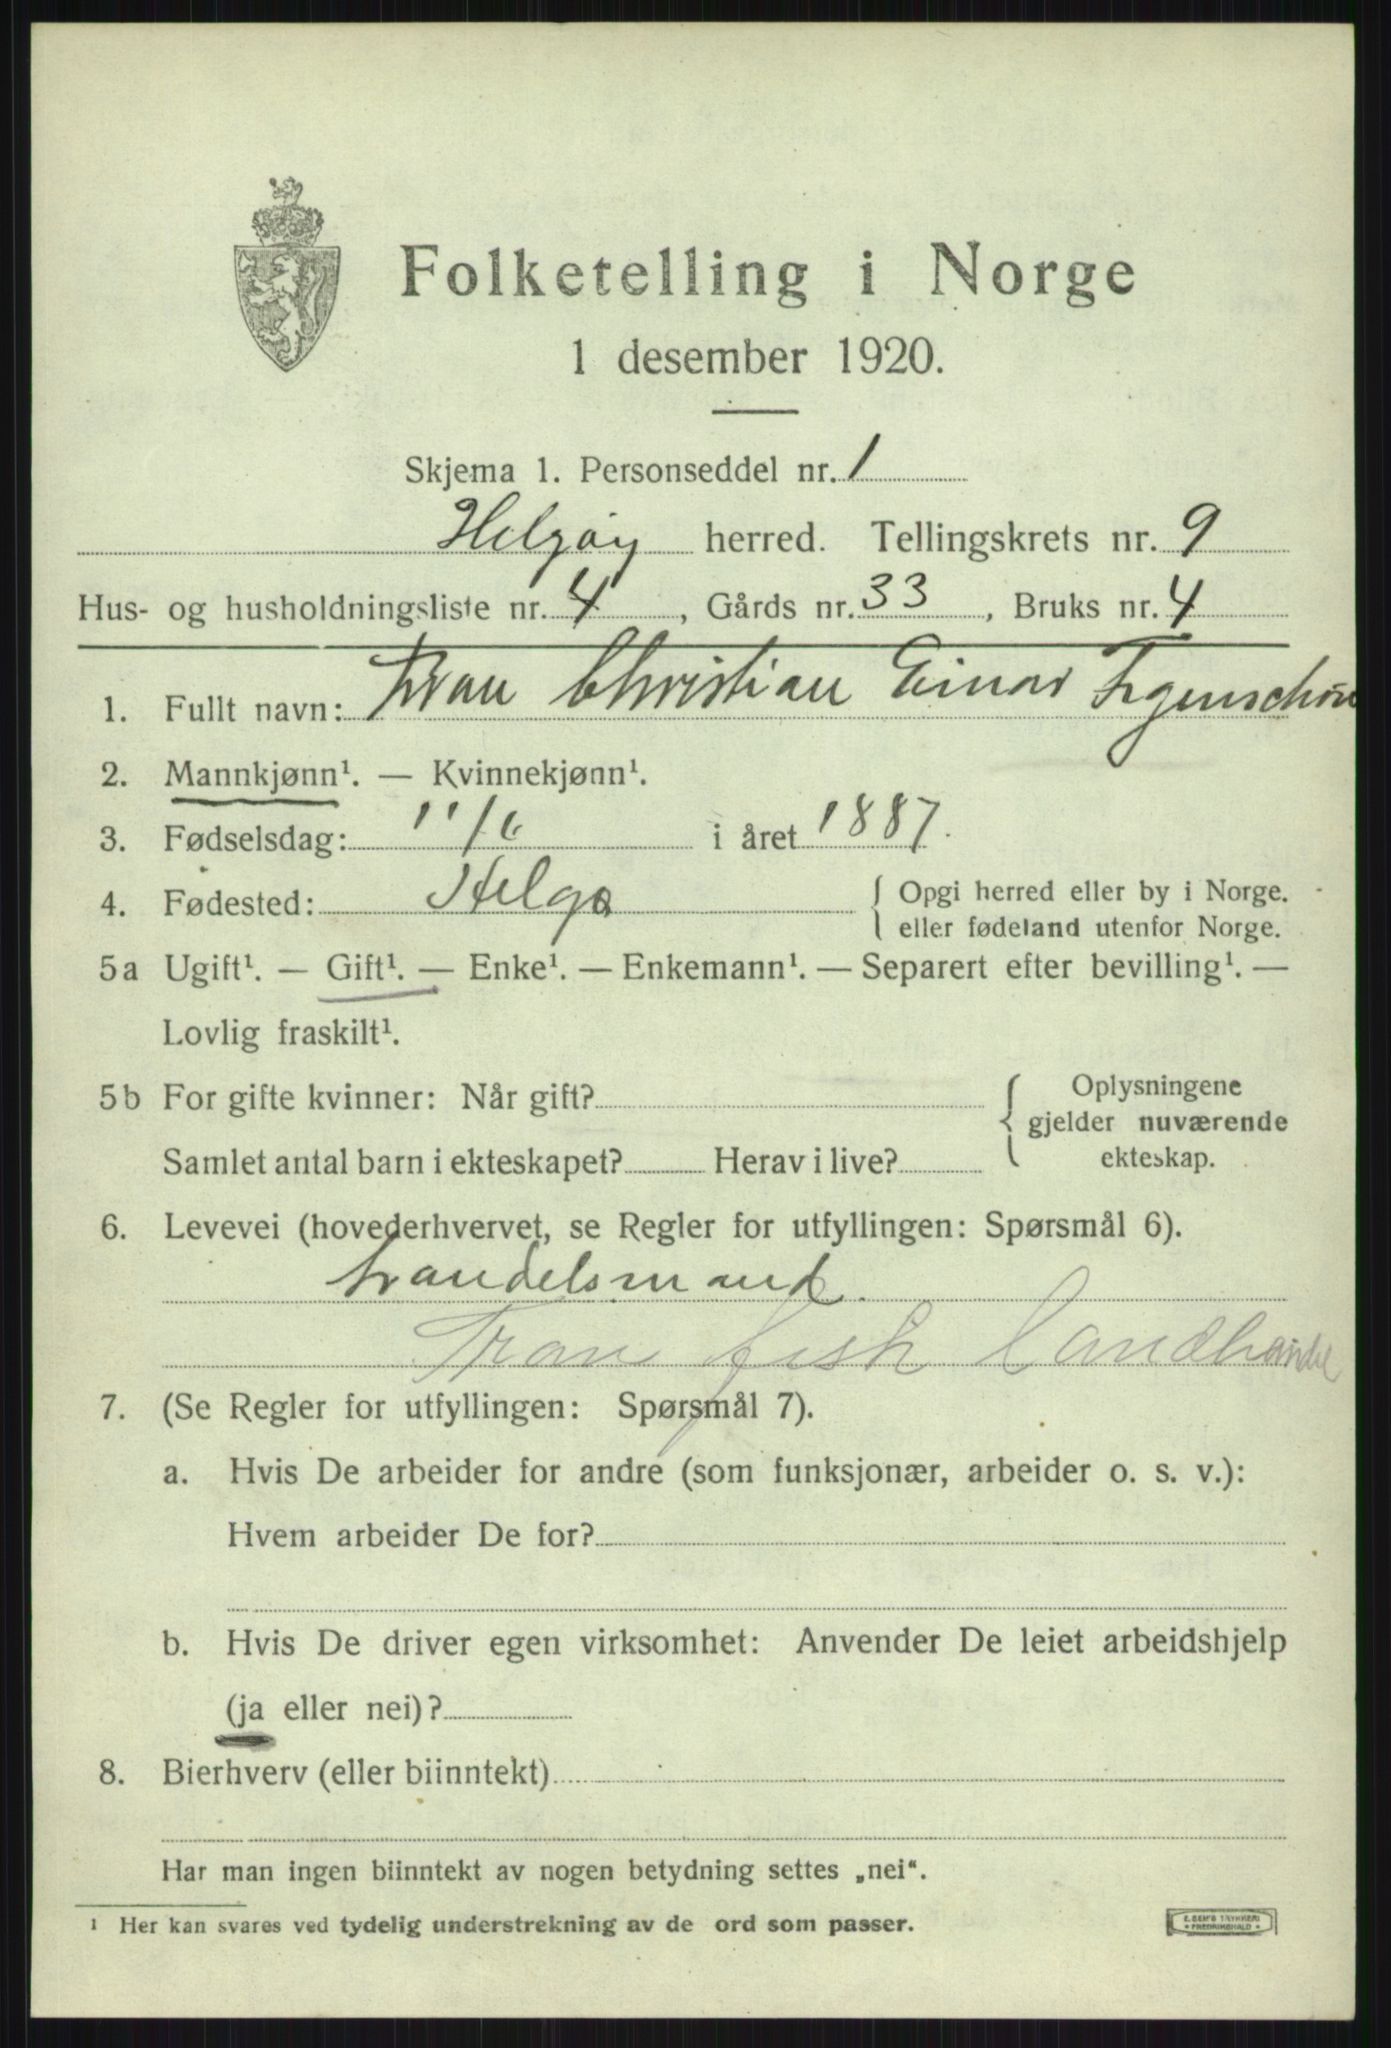 Folketelling i Norge
1 desember 1920.
Skjema 1. Personseddel nr. 1
Helgøy herred. Tellingskrets nr. 9
Hus- og husholdningsliste nr. 4, Gårds nr. 33, Bruks nr. 4
1. Fullt navn: Christian Einar Figenschou
2. Mannkjønn¹. — Kvinnekjønn¹.
3. Fødselsdag: 11/6 i året 1887.
4. Fødested: Helgø { Opgi herred eller by i Norge.
eller fødeland utenfor Norge.
5a Ugift¹. — Gift¹. — Enke¹. — Enkemann¹. — Separert efter bevilling¹. —
Lovlig fraskilt¹.
5b For gifte kvinner: Når gift? { Oplysningene
gjelder nuværende
ekteskap.
Samlet antal barn i ekteskapet? Herav i live?
6. Levevei (hovederhvervet, se Regler for utfyllingen: Spørsmål 6).
handelsmand.
Tran fisk Landhandel
7. (Se Regler for utfyllingen: Spørsmål 7).
a. Hvis De arbeider for andre (som funksjonær, arbeider o. s. v.):
Hvem arbeider De for?
b. Hvis De driver egen virksomhet: Anvender De leiet arbeidshjelp
(ja eller nei)?
8. Bierhverv (eller biinntekt)
Har man ingen biinntekt av nogen betydning settes „nei“.
¹ Her kan svares ved tydelig understrekning av de ord som passer.
E. SEM'S TRYKKERI
FREDRIKSHALD